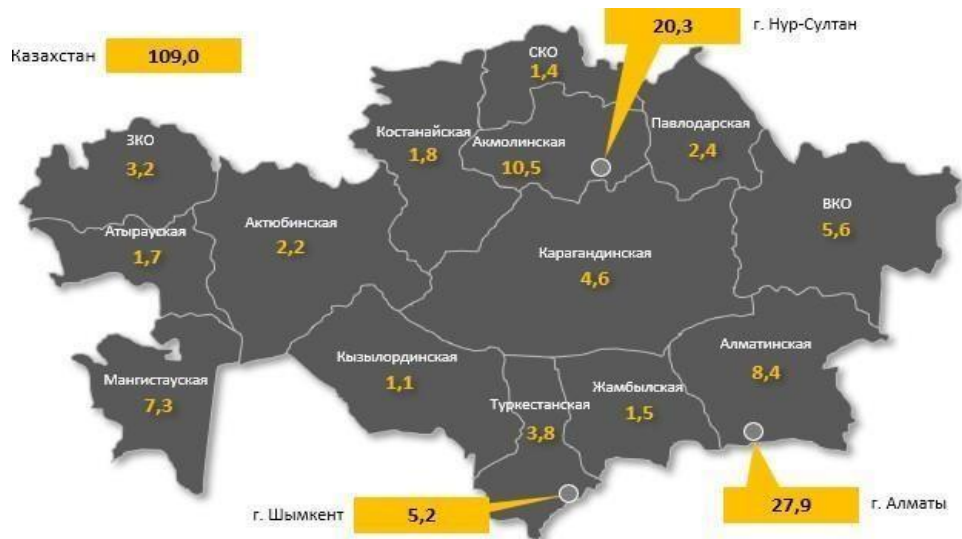 Казахстан 109,0
20,3 г. Нур-Султан
СКО
1,4
Костанайская
1,8
Акмолинская
10,5
Павлодарская
2,4
ЗКО
3,2
ВКО
5,6
Атырауская
1,7
Актюбинская
2,2
Карагандинская
4,6
Мангистауская
7,3
Кызылординская
1,1
Туркестанская
3,8
Жамбылская
1,5
Алматинская
8,4
г. Шымкент 5,2
27,9 г. Алматы